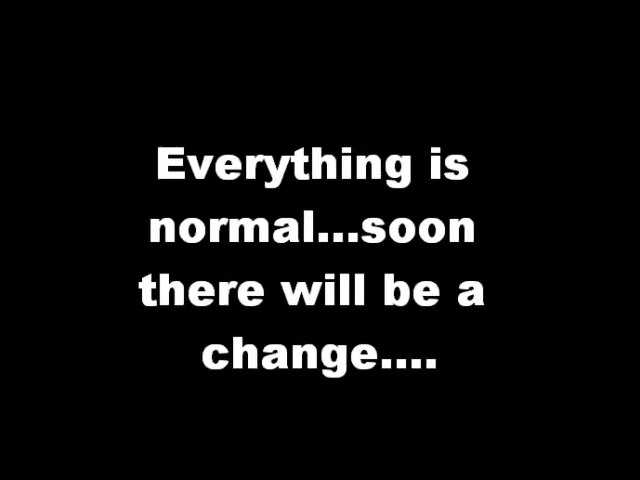 Everything is
normal...soon
there will be a
change....